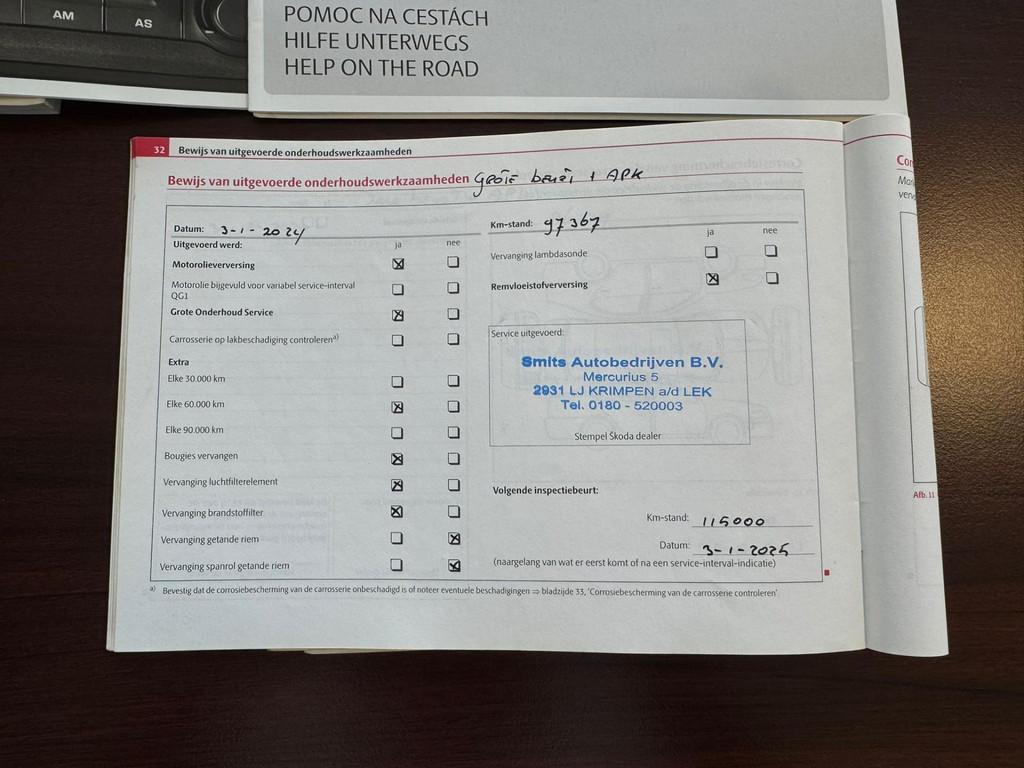 AM
AS
POMOC NA CESTÁCH
HILFE UNTERWEGS
HELP ON THE ROAD
32 Bewijs van uitgevoerde onderhoudswerkzaamheden
Bewijs van uitgevoerde onderhoudswerkzaamheden Grote beurt + APK
Datum: 3-1-2024
Km-stand: 97367
Uitgevoerd werd: ja nee
ja nee
Motorolieverversing
Vervanging lambdasonde
Motorolie bijgevuld voor variabel service-interval
QG1
Remvloeistofverversing
Grote Onderhoud Service
Carrosserie op lakbeschadiging controleren a)
Extra
Elke 30.000 km
Elke 60.000 km
Elke 90.000 km
Bougies vervangen
Vervanging luchtfilterelement
Vervanging brandstoffilter
Vervanging getande riem
Vervanging spanrol getande riem
Service uitgevoerd:
Smits Autobedrijven B.V.
Mercurius 5
2931 LJ KRIMPEN a/d LEK
Tel. 0180 - 520003
Stempel Škoda dealer
Volgende inspectiebeurt:
Km-stand: 115000
Datum: 3-1-2025
(naargelang van wat er eerst komt of na een service-interval-indicatie)
a) Bevestig dat de corrosiebescherming van de carrosserie onbeschadigd is of noteer eventuele beschadigingen ⇒ bladzijde 33, 'Corrosiebescherming van de carrosserie controleren'
Afb. 11